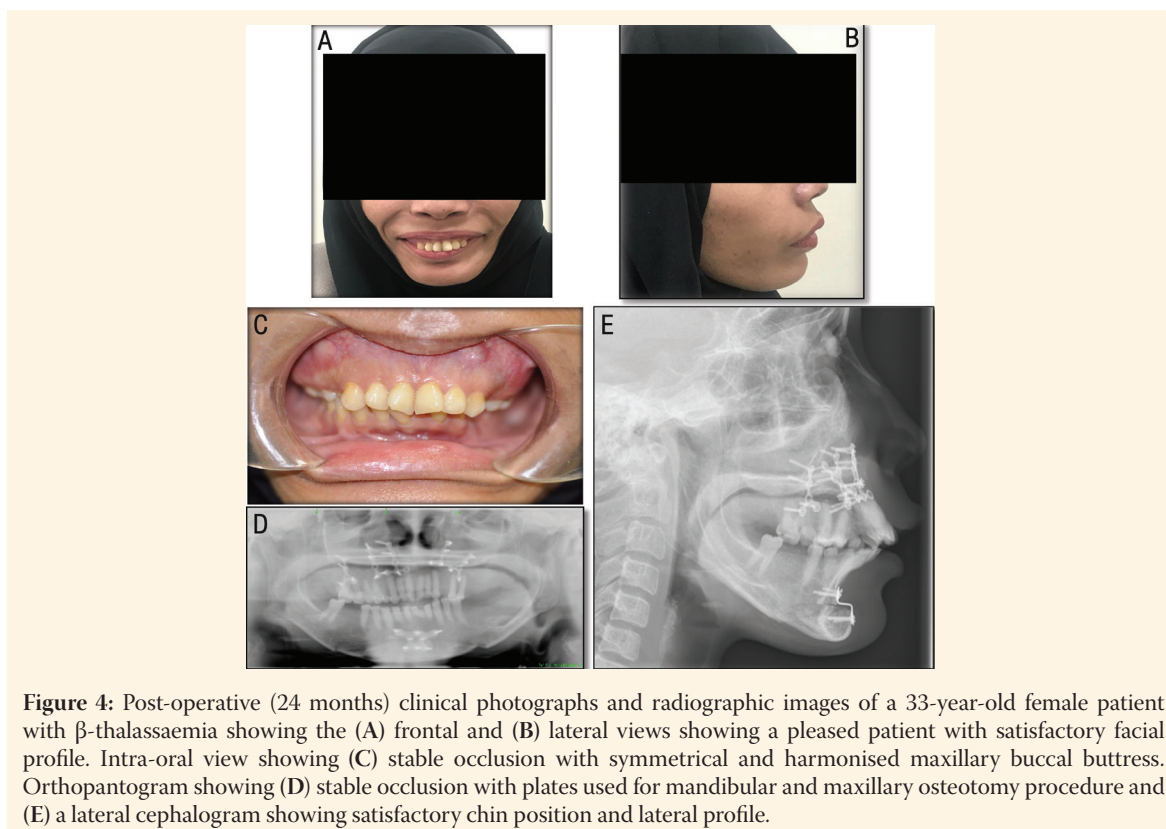 A
B
C
E
D
Figure 4: Post-operative (24 months) clinical photographs and radiographic images of a 33-year-old female patient
with β-thalassaemia showing the (A) frontal and (B) lateral views showing a pleased patient with satisfactory facial
profile. Intra-oral view showing (C) stable occlusion with symmetrical and harmonised maxillary buccal buttress.
Orthopantogram showing (D) stable occlusion with plates used for mandibular and maxillary osteotomy procedure and
(E) a lateral cephalogram showing satisfactory chin position and lateral profile.